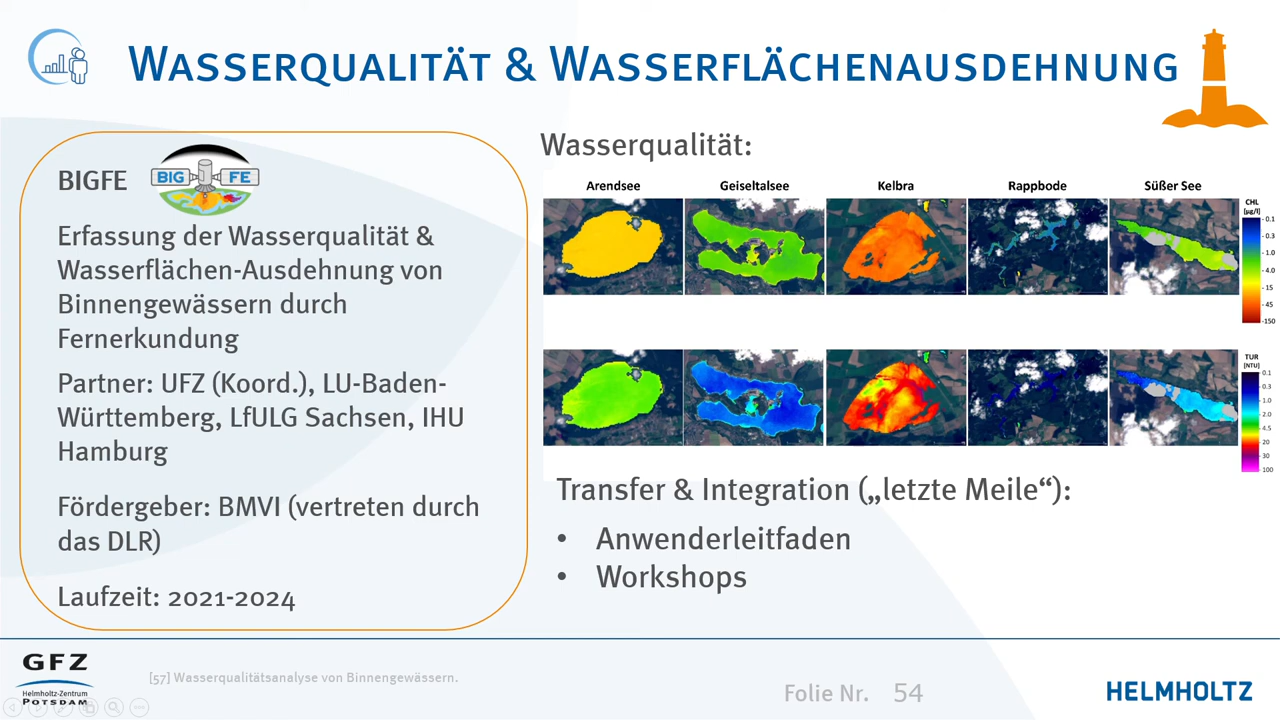 Wasserqualität & Wasserflächenausdehnung
BIGFE
BIG FE
Erfassung der Wasserqualität &
Wasserflächen-Ausdehnung von
Binnengewässern durch
Fernerkundung
Partner: UFZ (Koord.), LU-Baden-
Württemberg, LfULG Sachsen, IHU
Hamburg
Fördergeber: BMVI (vertreten durch
das DLR)
Laufzeit: 2021-2024
Wasserqualität:
Arendsee Geiseltalsee Kelbra Rappbode Süßer See
CHL
[µg/l]
0.1
0.3
1.0
4.0
15
45
150
TUR
[NTU]
0.1
0.3
1.0
2.0
4.5
20
30
100
Transfer & Integration („letzte Meile“):
• Anwenderleitfaden
• Workshops
GFZ
Helmholtz-Zentrum
POTSDAM
[57] Wasserqualitätsanalyse von Binnengewässern.
Folie Nr. 54
HELMHOLTZ